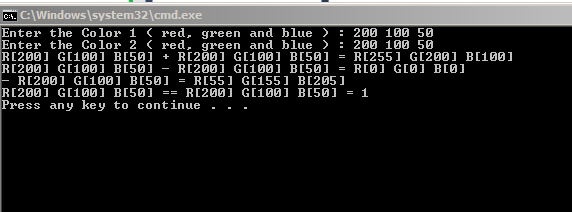 C:\Windows\system32\cmd.exe
Enter the Color 1 ( red, green and blue ) : 200 100 50
Enter the Color 2 ( red, green and blue ) : 200 100 50
R[200] G[100] B[50] + R[200] G[100] B[50] = R[255] G[200] B[100]
R[200] G[100] B[50] - R[200] G[100] B[50] = R[0] G[0] B[0]
- R[200] G[100] B[50] = R[55] G[155] B[205]
R[200] G[100] B[50] == R[200] G[100] B[50] = 1
Press any key to continue . . .